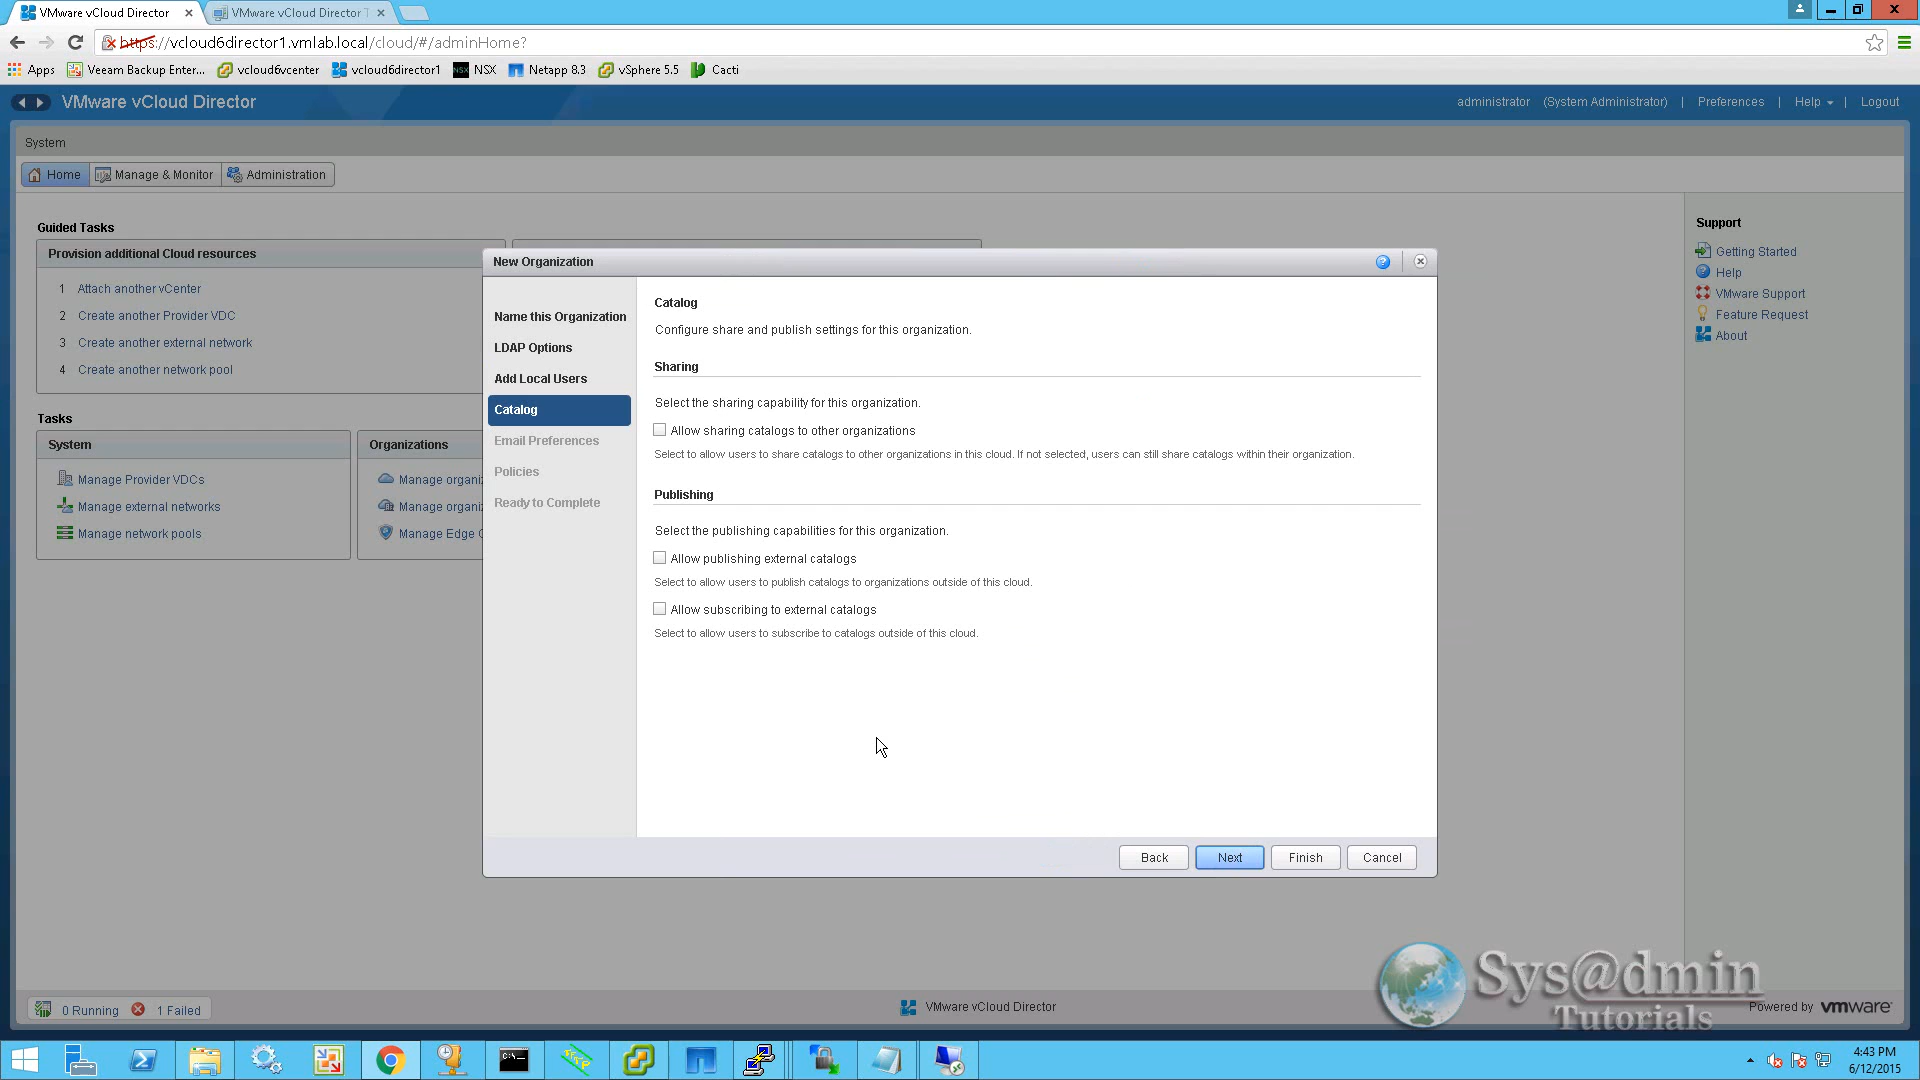 VMware vCloud Director
VMware vCloud Director T
https://vcloud6director1.vmlab.local/cloud/#/adminHome?
Apps
Veeam Backup Enter...
vcloud6vcenter
vcloud6director1
NSX
NSX
Netapp 8.3
vSphere 5.5
Cacti
VMware vCloud Director
administrator (System Administrator) | Preferences | Help | Logout
System
Home
Manage & Monitor
Administration
Guided Tasks
Provision additional Cloud resources
1 Attach another vCenter
2 Create another Provider VDC
3 Create another external network
4 Create another network pool
Tasks
System
Manage Provider VDCs
Manage external networks
Manage network pools
Organizations
Manage organi
Manage organi
Manage Edge
New Organization
Name this Organization
LDAP Options
Add Local Users
Catalog
Email Preferences
Policies
Ready to Complete
Catalog
Configure share and publish settings for this organization.
Sharing
Select the sharing capability for this organization.
Allow sharing catalogs to other organizations
Select to allow users to share catalogs to other organizations in this cloud. If not selected, users can still share catalogs within their organization.
Publishing
Select the publishing capabilities for this organization.
Allow publishing external catalogs
Select to allow users to publish catalogs to organizations outside of this cloud.
Allow subscribing to external catalogs
Select to allow users to subscribe to catalogs outside of this cloud.
Back
Next
Finish
Cancel
Support
Getting Started
Help
VMware Support
Feature Request
About
0 Running
1 Failed
VMware vCloud Director
Sys@dmin
Tutorials
Powered by vmware
4:43 PM
6/12/2015